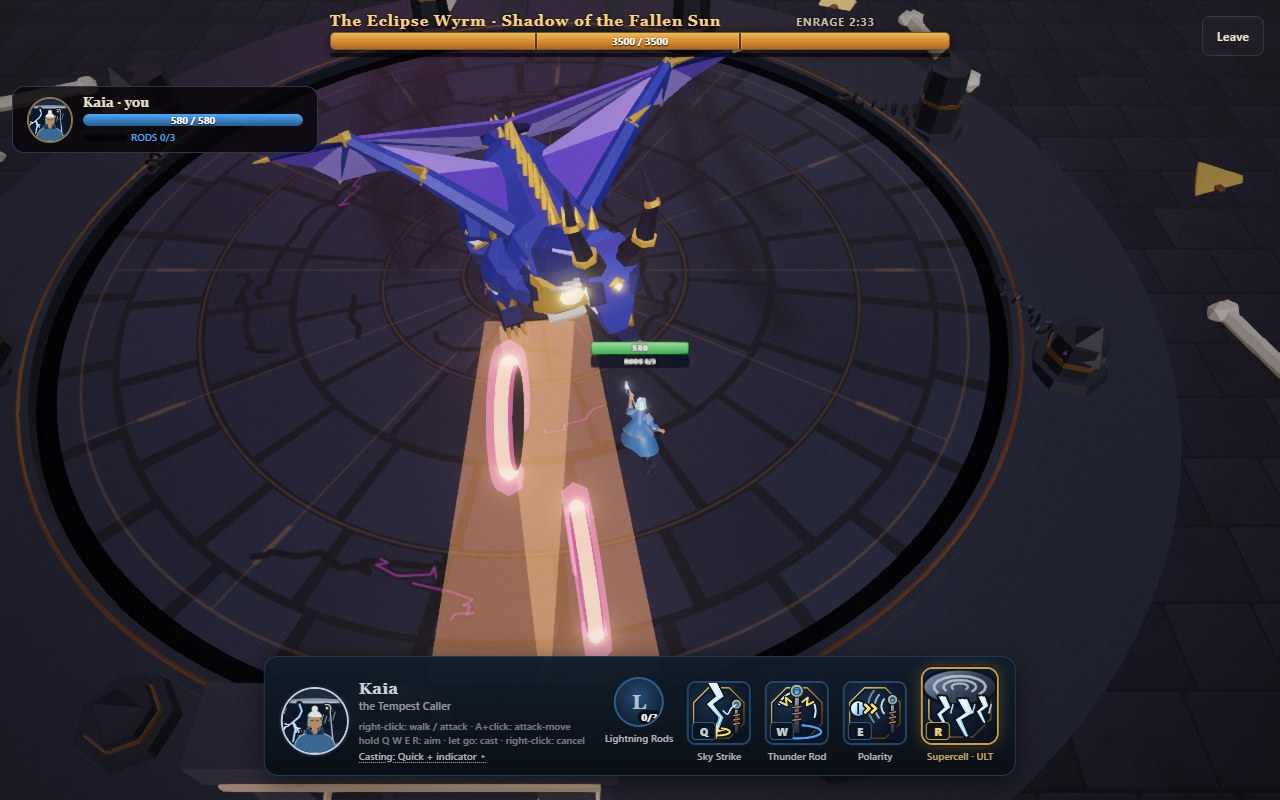 The Eclipse Wyrm · Shadow of the Fallen Sun
ENRAGE 2:33
3500 / 3500
Leave
Kaia · you
580 / 580
RODS 0/3
580
RODS 0/3
Kaia
the Tempest Caller
right-click: walk / attack · A+click: attack-move
hold Q W E R: aim · let go: cast · right-click: cancel
Casting: Quick + indicator ▸
L
0/3
Lightning Rods
Q
Sky Strike
W
Thunder Rod
E
Polarity
R
Supercell · ULT